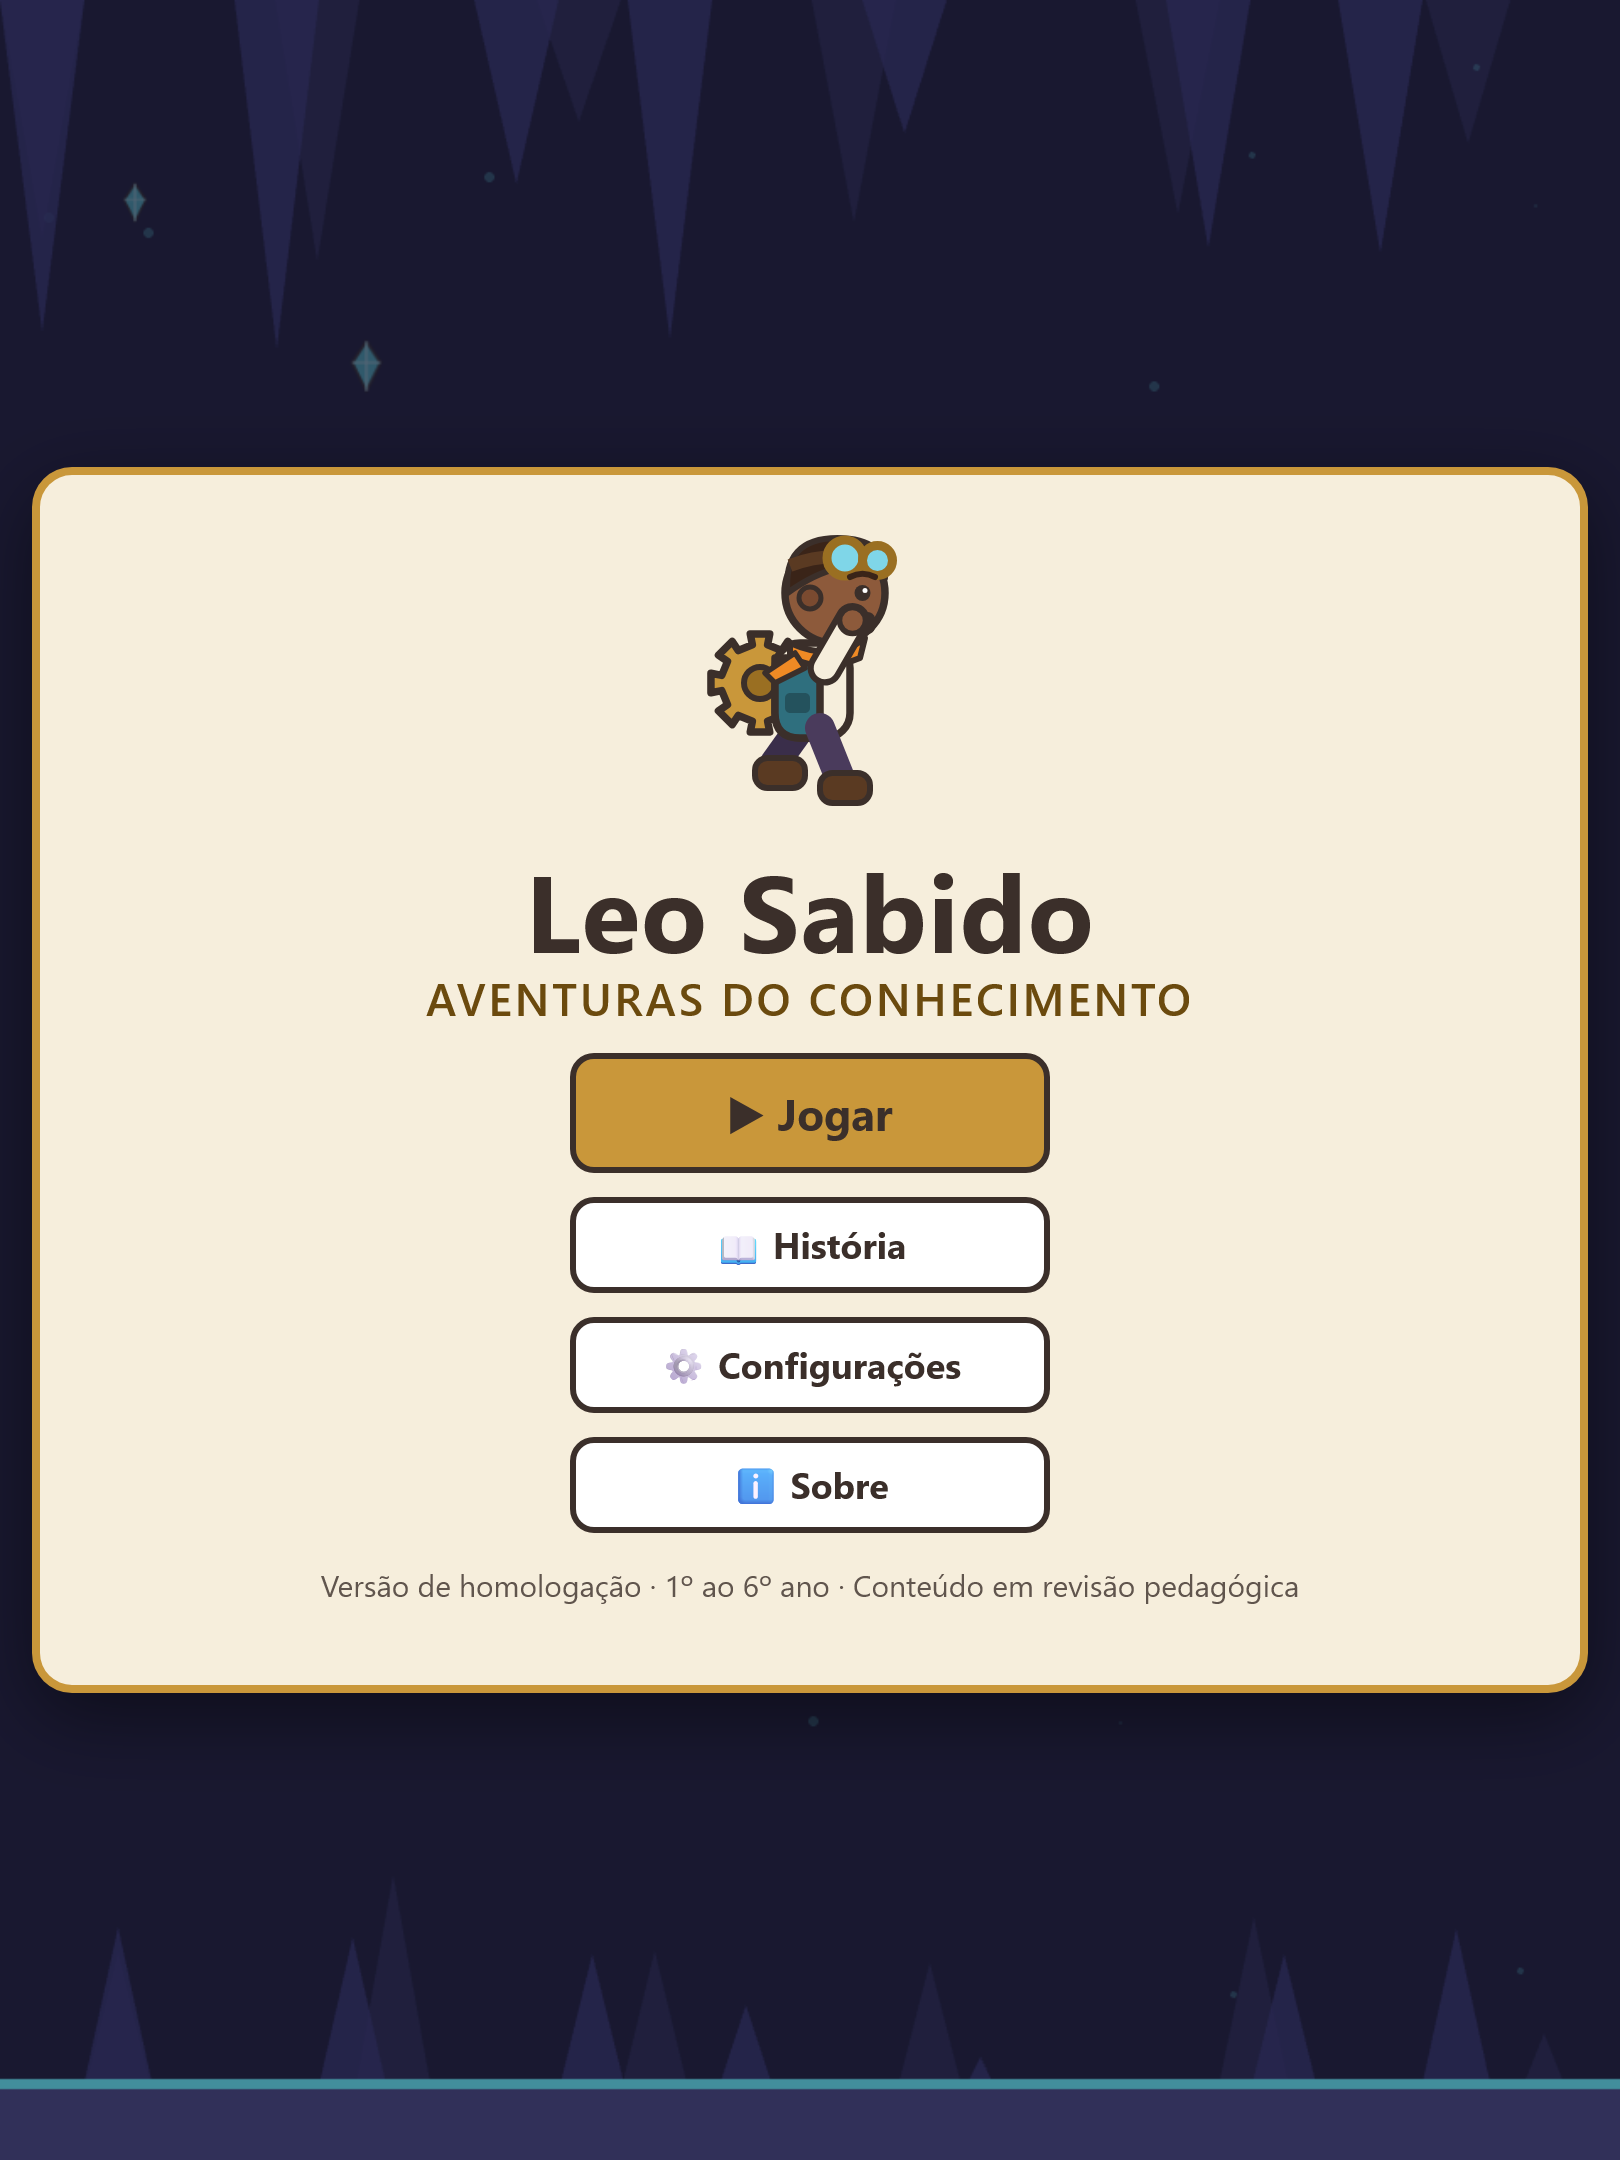 Leo Sabido
AVENTURAS DO CONHECIMENTO
▶ Jogar
📖 História
⚙️ Configurações
ℹ️ Sobre
Versão de homologação · 1º ao 6º ano · Conteúdo em revisão pedagógica